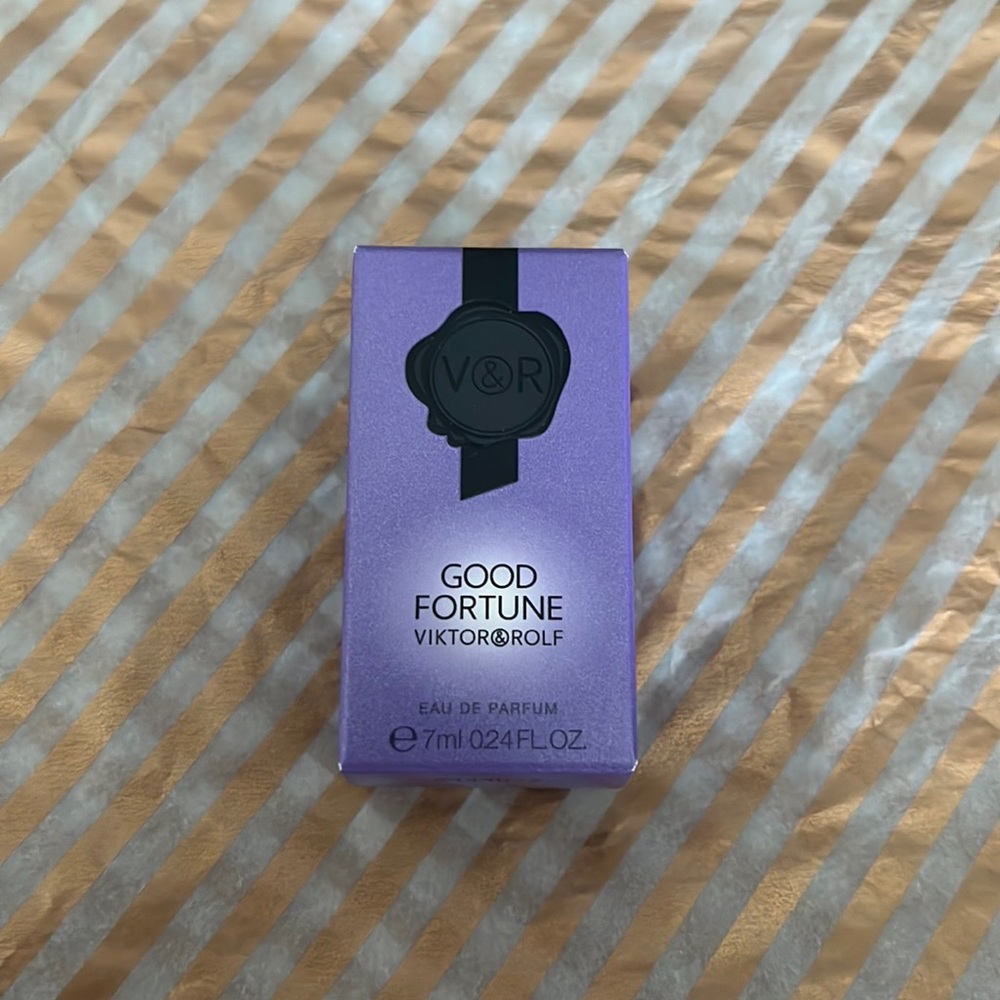 V&R
GOOD
FORTUNE
VIKTOR&ROLF
EAU DE PARFUM
e 7ml 0.24FL.OZ.